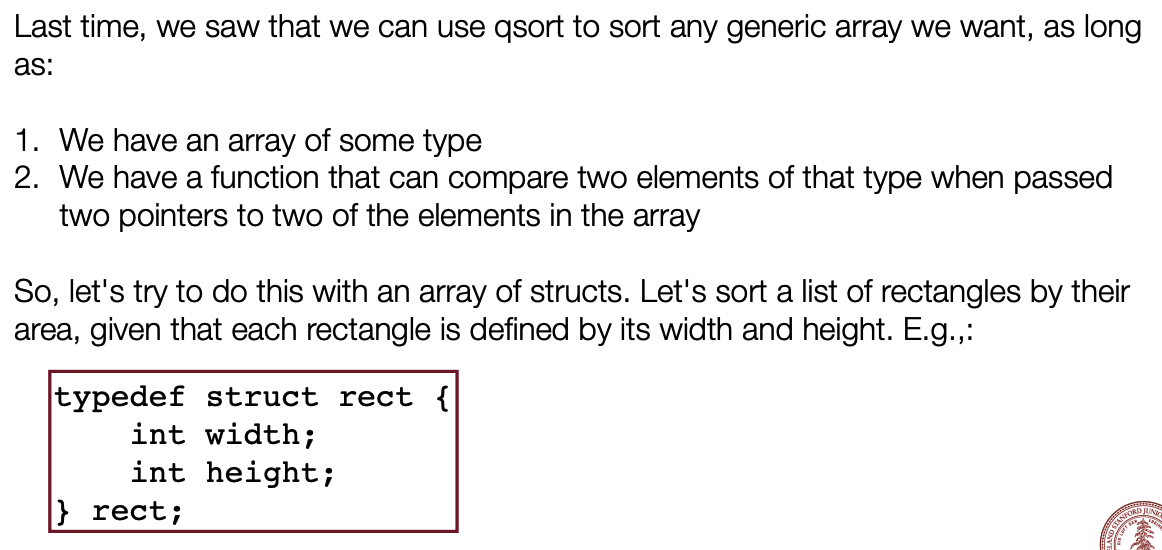 Last time, we saw that we can use qsort to sort any generic array we want, as long
as:
1. We have an array of some type
2. We have a function that can compare two elements of that type when passed
two pointers to two of the elements in the array
So, let's try to do this with an array of structs. Let's sort a list of rectangles by their
area, given that each rectangle is defined by its width and height. E.g.,:
typedef struct rect {
    int width;
    int height;
} rect;